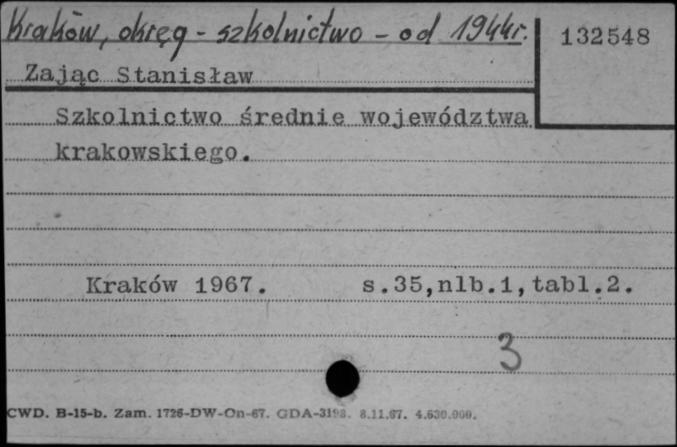 Kraków, okręg - szkolnictwo - od 1944r.
132548
Zając Stanisław
Szkolnictwo średnie województwa
krakowskiego.
Kraków 1967. s.35,nlb.1,tabl.2.
3
CWD. B-15-b. Zam. 1726-DW-On-67. GDA-3198. 8.11.67. 4.630.000.